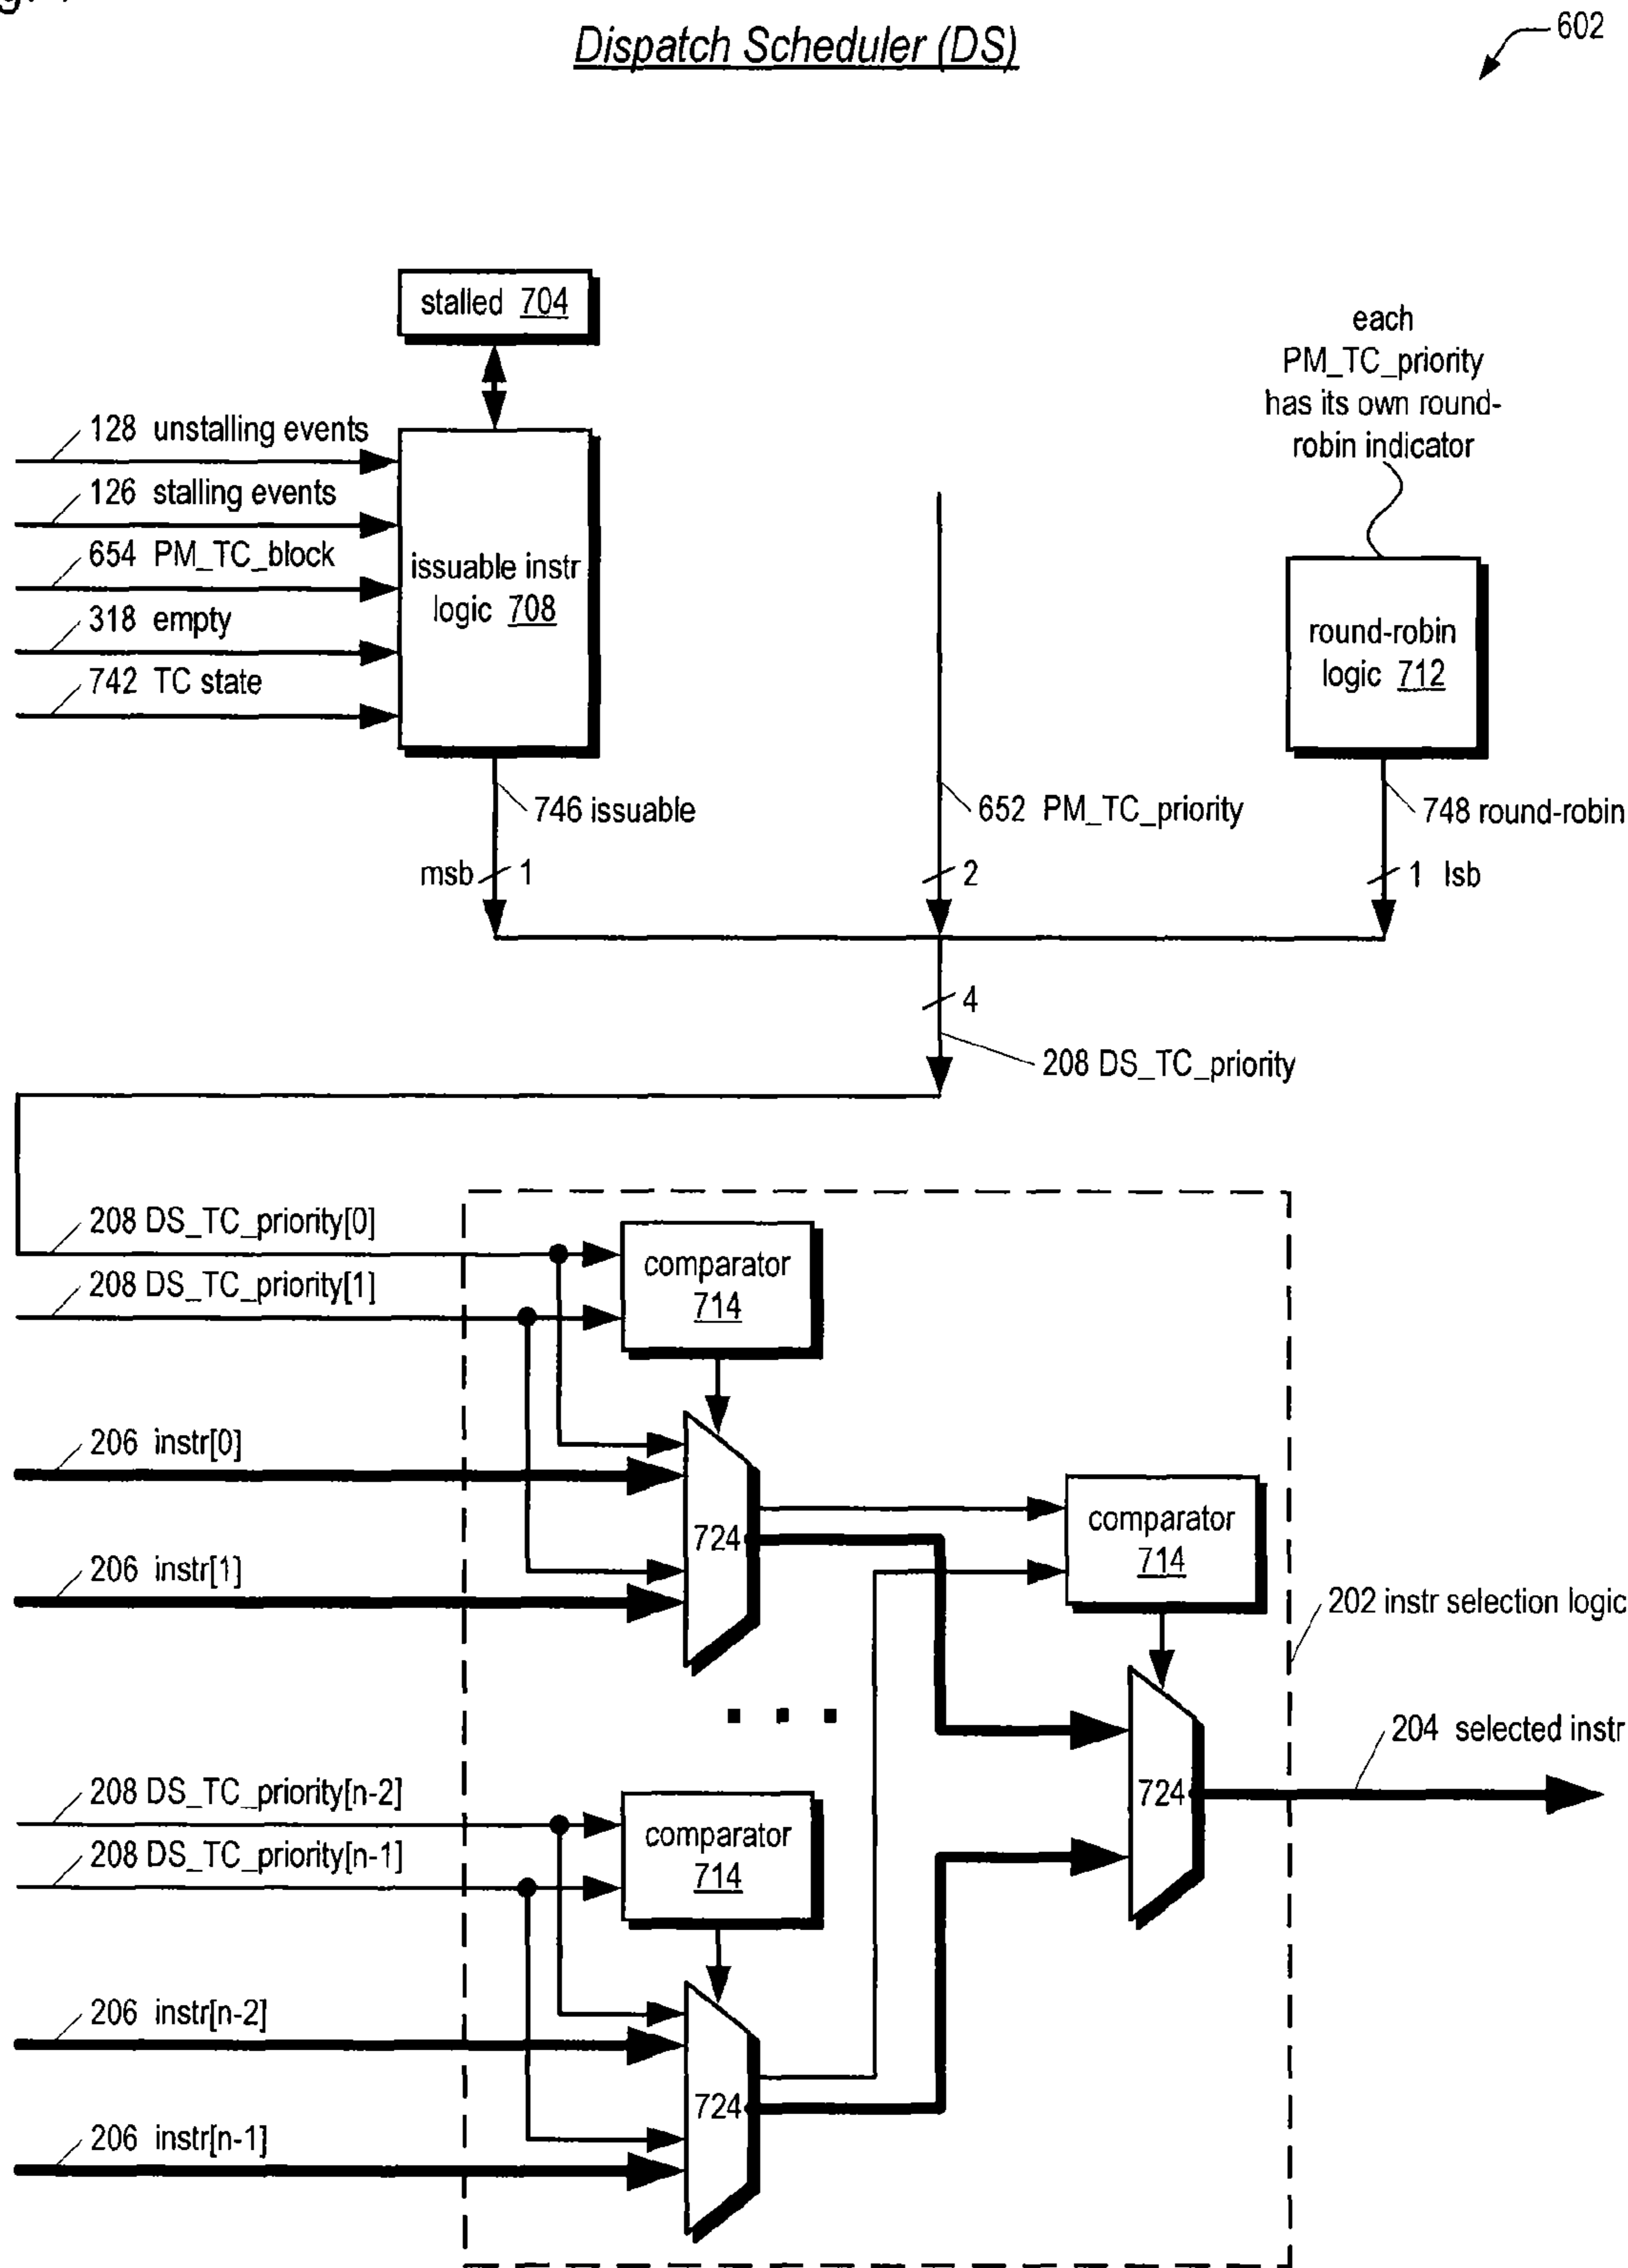 Dispatch Scheduler (DS)
602
stalled 704
each
PM_TC_priority
has its own round-
robin indicator
128 unstalling events
126 stalling events
654 PM_TC_block
318 empty
742 TC state
issuable instr
logic 708
round-robin
logic 712
746 issuable
652 PM_TC_priority
748 round-robin
msb 1
2
1 lsb
4
208 DS_TC_priority
208 DS_TC_priority[0]
208 DS_TC_priority[1]
comparator
714
206 instr[0]
724
206 instr[1]
comparator
714
202 instr selection logic
204 selected instr
724
208 DS_TC_priority[n-2]
208 DS_TC_priority[n-1]
comparator
714
206 instr[n-2]
724
206 instr[n-1]